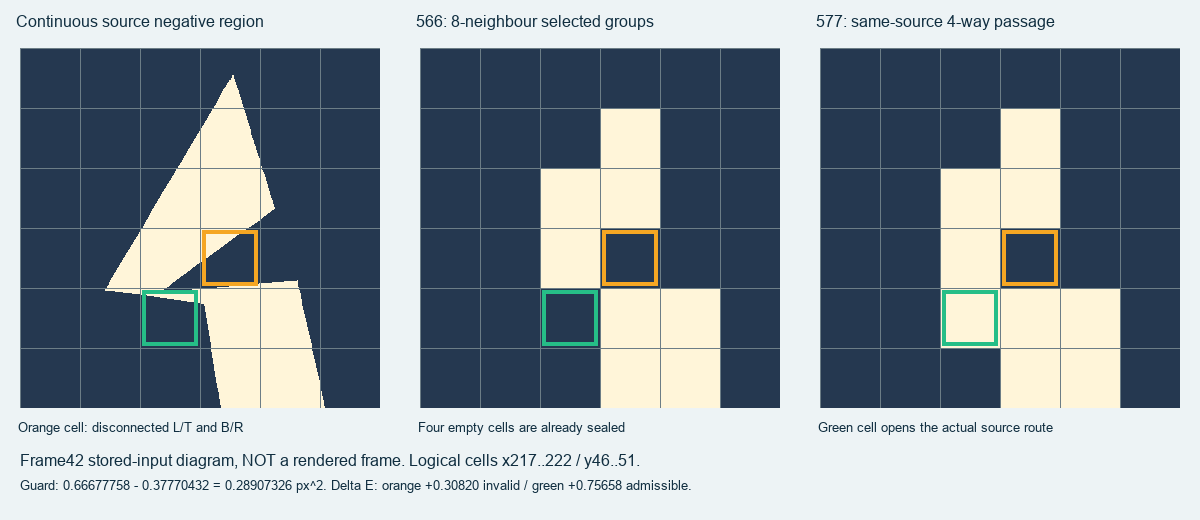 Continuous source negative region
566: 8-neighbour selected groups
577: same-source 4-way passage
Orange cell: disconnected L/T and B/R
Four empty cells are already sealed
Green cell opens the actual source route
Frame42 stored-input diagram, NOT a rendered frame. Logical cells x217..222 / y46..51.
Guard: 0.66677758 - 0.37770432 = 0.28907326 px^2. Delta E: orange +0.30820 invalid / green +0.75658 admissible.